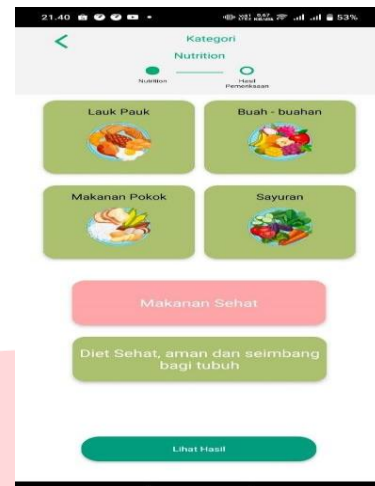 21.40
53%
Kategori
Nutrition
Nutrition
Hasil
Pemeriksaan
Lauk Pauk
Buah - buahan
Makanan Pokok
Sayuran
Makanan Sehat
Diet Sehat, aman dan seimbang
bagi tubuh
Lihat Hasil